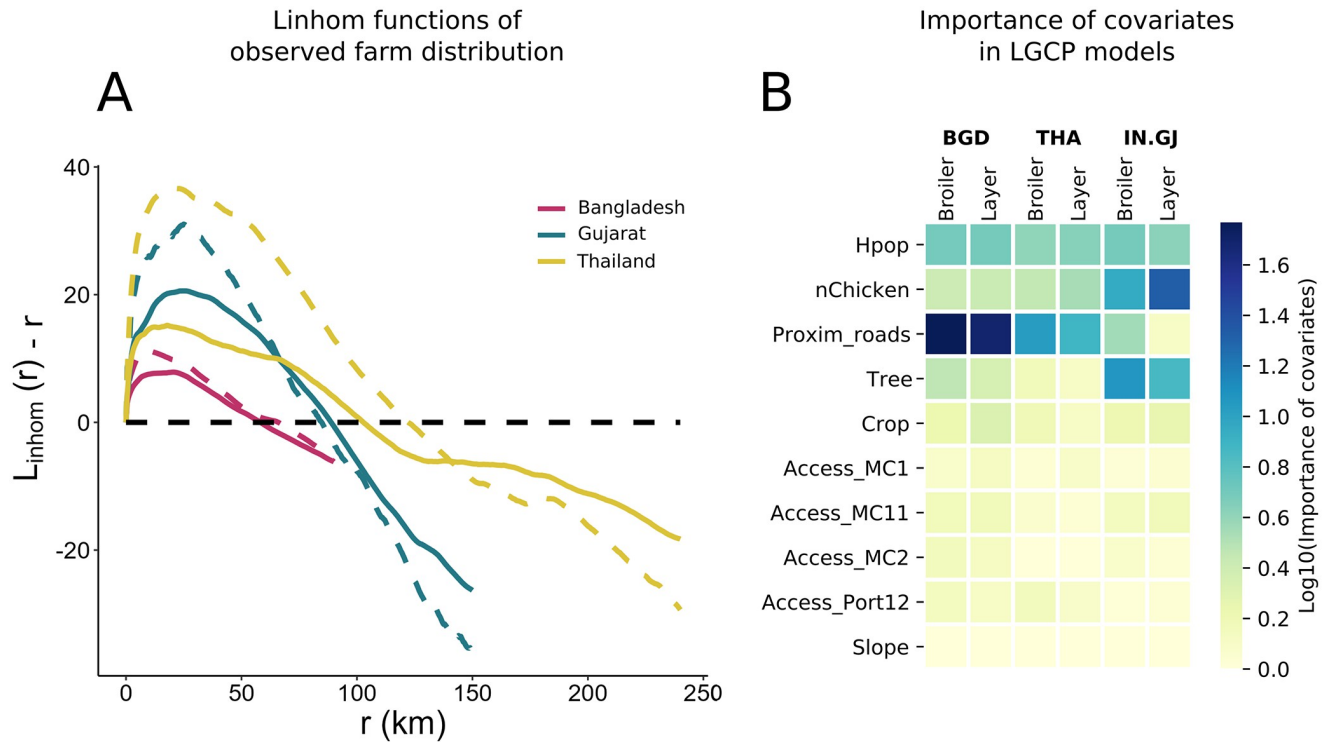 Linhom functions of
observed farm distribution
A
40
20
0
-20
Linhom (r) - r
0 50 100 150 200 250
r (km)
Bangladesh
Gujarat
Thailand
Importance of covariates
in LGCP models
B
BGD THA IN.GJ
Broiler Layer Broiler Layer Broiler Layer
Hpop
nChicken
Proxim_roads
Tree
Crop
Access_MC1
Access_MC11
Access_MC2
Access_Port12
Slope
1.6
1.4
1.2
1.0
0.8
0.6
0.4
0.2
0.0
Log10(Importance of covariates)